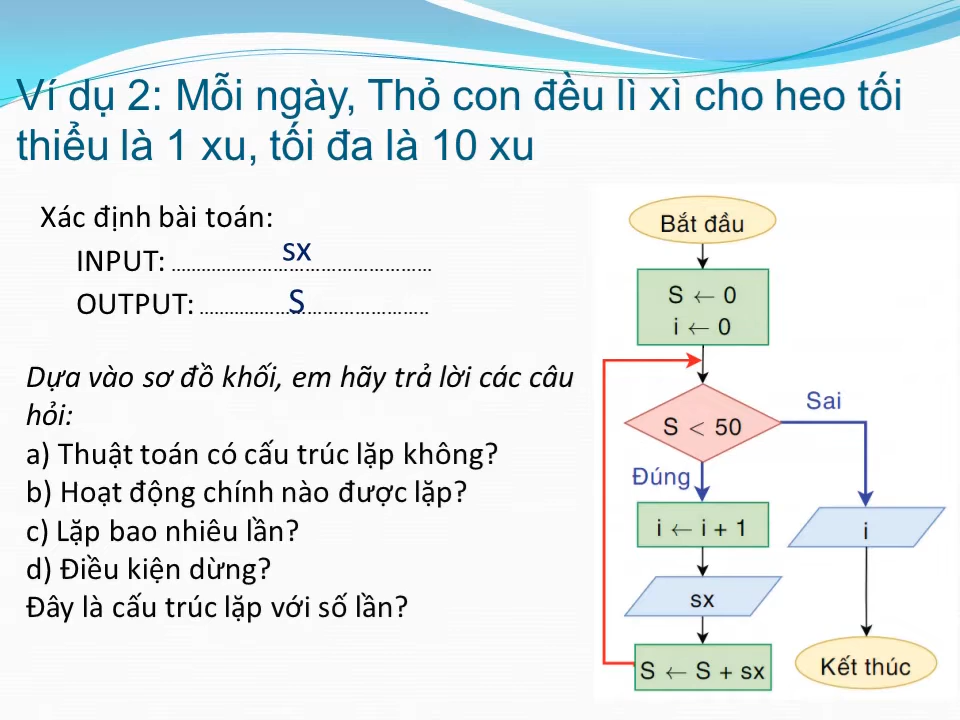 Ví dụ 2: Mỗi ngày, Thỏ con đều lì xì cho heo tối
thiểu là 1 xu, tối đa là 10 xu
Xác định bài toán:
INPUT: ........................sx........................
OUTPUT: ....................S........................
Dựa vào sơ đồ khối, em hãy trả lời các câu
hỏi:
a) Thuật toán có cấu trúc lặp không?
b) Hoạt động chính nào được lặp?
c) Lặp bao nhiêu lần?
d) Điều kiện dừng?
Đây là cấu trúc lặp với số lần?
Bắt đầu
S ← 0
i ← 0
S < 50
Sai
Đúng
i ← i + 1
i
sx
S ← S + sx
Kết thúc